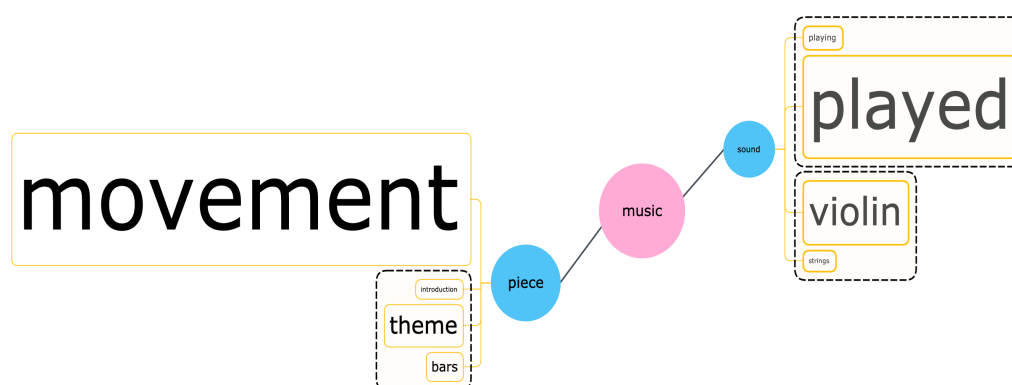 playing
played
sound
movement
violin
music
strings
piece
introduction
theme
bars